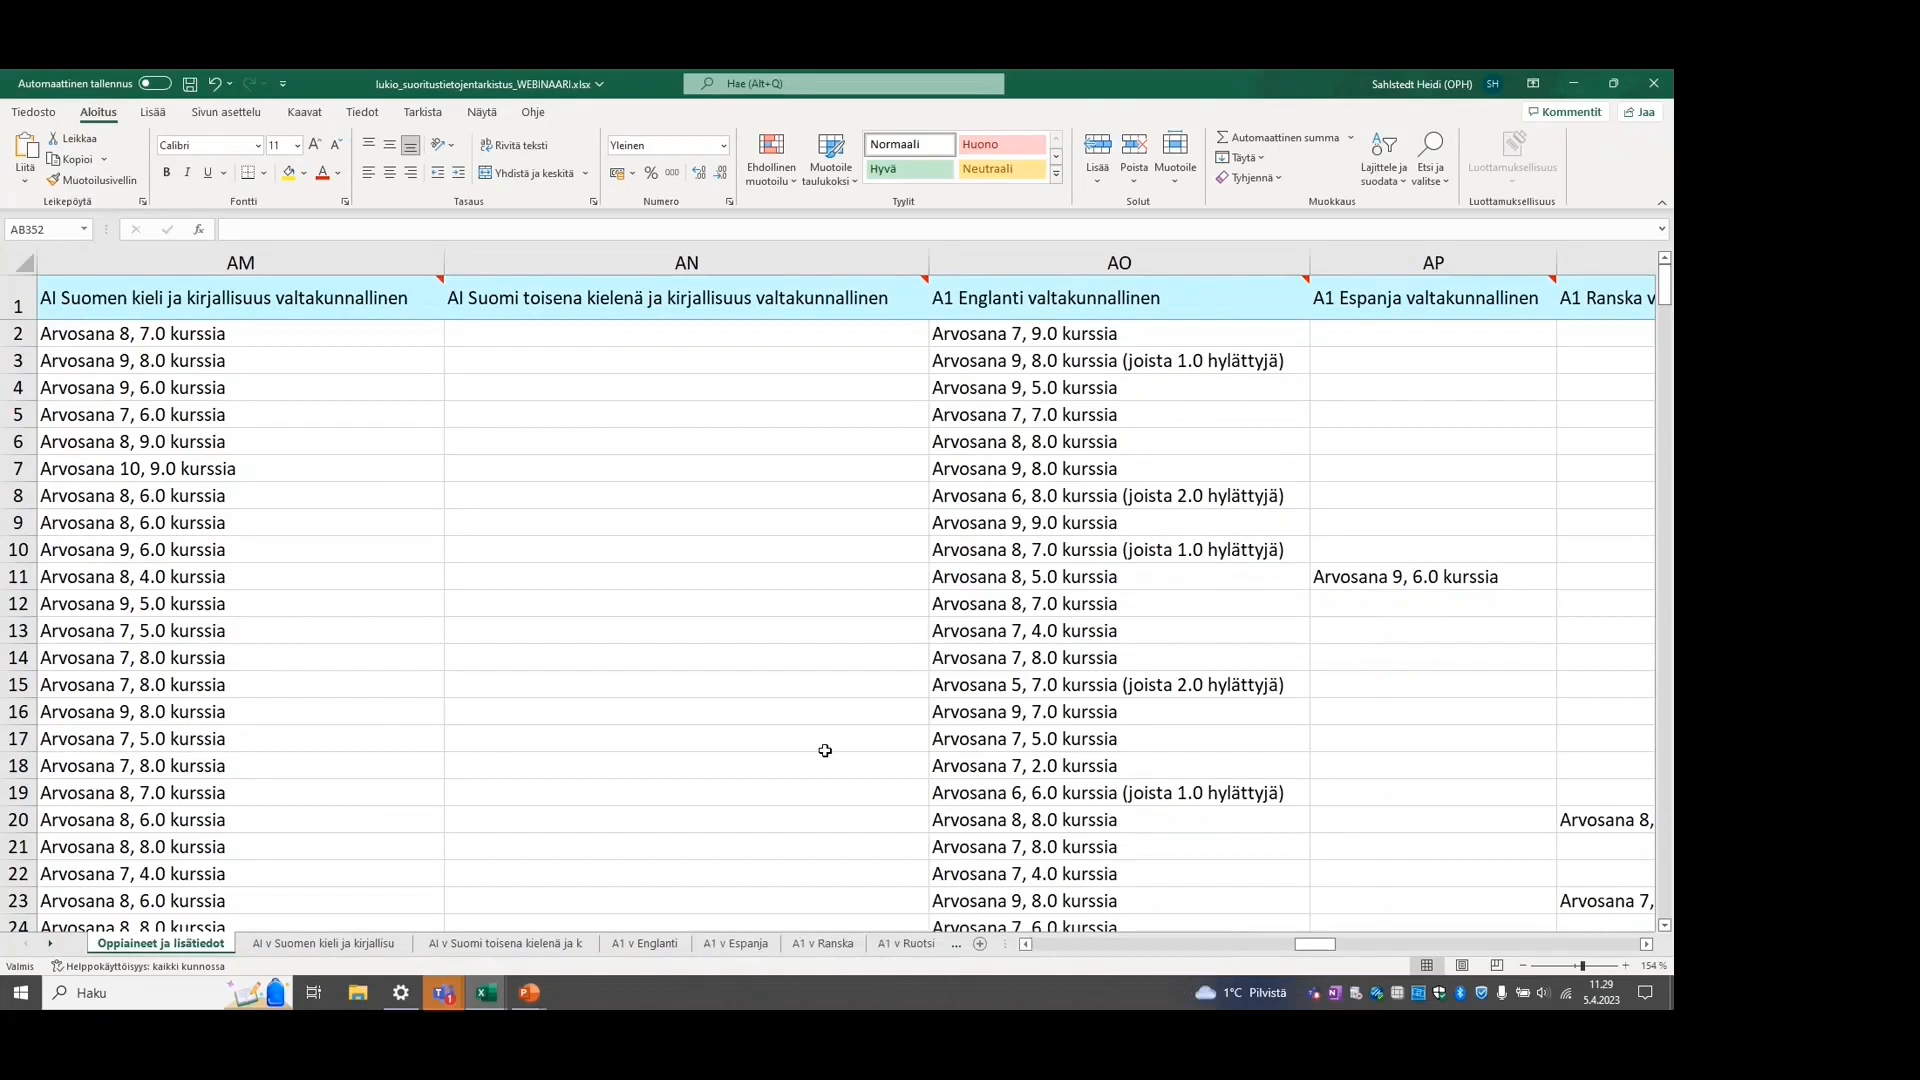 Automaattinen tallennus
lukio_suoritustietojentarkistus_WEBINAARI.xlsx
Hae (Alt+Q)
Sahlstedt Heidi (OPH) SH
Tiedosto Aloitus Lisää Sivun asettelu Kaavat Tiedot Tarkista Näytä Ohje
Kommentit Jaa
Liitä
Leikkaa
Kopioi
Muotoilusivellin
Leikepöytä
Calibri 11
B I U
Fontti
Rivitä teksti
Yhdistä ja keskitä
Tasaus
Yleinen
% 000
Numero
Ehdollinen muotoilu
Muotoile taulukoksi
Normaali Huono
Hyvä Neutraali
Tyylit
Lisää Poista Muotoile
Solut
Automaattinen summa
Täytä
Tyhjennä
Lajittele ja suodata
Etsi ja valitse
Muokkaus
Luottamuksellisuus
Luottamuksellisuus
AB352 fx
AM AN AO AP
1 AI Suomen kieli ja kirjallisuus valtakunnallinen AI Suomi toisena kielenä ja kirjallisuus valtakunnallinen A1 Englanti valtakunnallinen A1 Espanja valtakunnallinen A1 Ranska v
2 Arvosana 8, 7.0 kurssia Arvosana 7, 9.0 kurssia
3 Arvosana 9, 8.0 kurssia Arvosana 9, 8.0 kurssia (joista 1.0 hylättyjä)
4 Arvosana 9, 6.0 kurssia Arvosana 9, 5.0 kurssia
5 Arvosana 7, 6.0 kurssia Arvosana 7, 7.0 kurssia
6 Arvosana 8, 9.0 kurssia Arvosana 8, 8.0 kurssia
7 Arvosana 10, 9.0 kurssia Arvosana 9, 8.0 kurssia
8 Arvosana 8, 6.0 kurssia Arvosana 6, 8.0 kurssia (joista 2.0 hylättyjä)
9 Arvosana 8, 6.0 kurssia Arvosana 9, 9.0 kurssia
10 Arvosana 9, 6.0 kurssia Arvosana 8, 7.0 kurssia (joista 1.0 hylättyjä)
11 Arvosana 8, 4.0 kurssia Arvosana 8, 5.0 kurssia Arvosana 9, 6.0 kurssia
12 Arvosana 9, 5.0 kurssia Arvosana 8, 7.0 kurssia
13 Arvosana 7, 5.0 kurssia Arvosana 7, 4.0 kurssia
14 Arvosana 7, 8.0 kurssia Arvosana 7, 8.0 kurssia
15 Arvosana 7, 8.0 kurssia Arvosana 5, 7.0 kurssia (joista 2.0 hylättyjä)
16 Arvosana 9, 8.0 kurssia Arvosana 9, 7.0 kurssia
17 Arvosana 7, 5.0 kurssia Arvosana 7, 5.0 kurssia
18 Arvosana 7, 8.0 kurssia Arvosana 7, 2.0 kurssia
19 Arvosana 8, 7.0 kurssia Arvosana 6, 6.0 kurssia (joista 1.0 hylättyjä)
20 Arvosana 8, 6.0 kurssia Arvosana 8, 8.0 kurssia Arvosana 8,
21 Arvosana 8, 8.0 kurssia Arvosana 7, 8.0 kurssia
22 Arvosana 7, 4.0 kurssia Arvosana 7, 4.0 kurssia
23 Arvosana 8, 6.0 kurssia Arvosana 9, 8.0 kurssia Arvosana 7,
24 Arvosana 8, 8.0 kurssia Arvosana 7, 6.0 kurssia
Oppiaineet ja lisätiedot AI v Suomen kieli ja kirjallisu AI v Suomi toisena kielenä ja k A1 v Englanti A1 v Espanja A1 v Ranska A1 v Ruotsi ...
Valmis Helppokäyttöisyys: kaikki kunnossa 154 %
Haku 1°C Pilvistä 11.29
5.4.2023